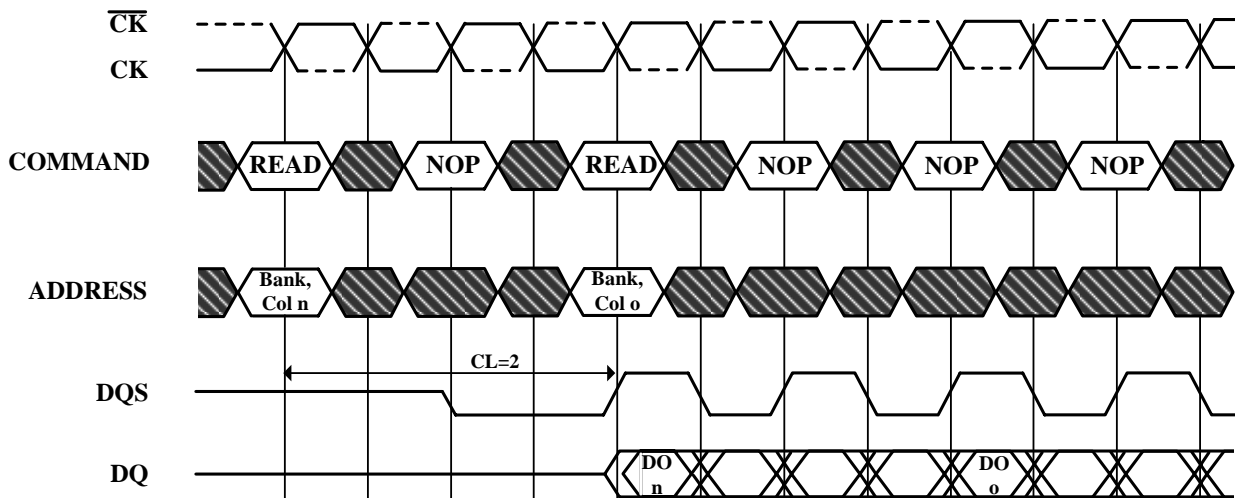 CK
CK
COMMAND READ NOP READ NOP NOP NOP
ADDRESS Bank, Col n Bank, Col o
CL=2
DQS
DQ DO n DO o